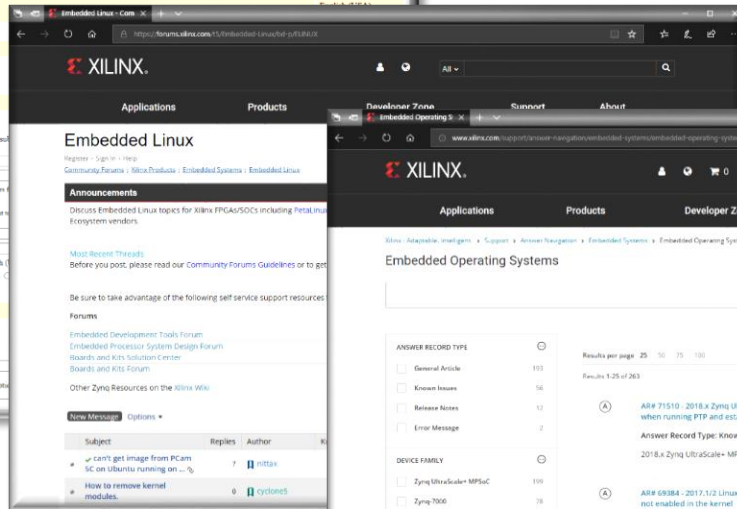 English (USA)
Embedded Linux - Com
https://forums.xilinx.com/t5/Embedded-Linux/bd-p/ELINUX
XILINX.
All
Applications Products Developer Zone Support About
Embedded Linux
Register · Sign In · Help
Community Forums : Xilinx Products : Embedded Systems : Embedded Linux
Announcements
Discuss Embedded Linux topics for Xilinx FPGAs/SOCs including PetaLinux
Ecosystem vendors.
Most Recent Threads
Before you post, please read our Community Forums Guidelines or to get
Be sure to take advantage of the following self service support resources
Forums
Embedded Development Tools Forum
Embedded Processor System Design Forum
Boards and Kits Solution Center
Boards and Kits Forum
Other Zynq Resources on the Xilinx Wiki
New Message Options
Subject Replies Author
can't get image from PCam
5C on Ubuntu running on ... 7 nittax
How to remove kernel
modules. 0 cyclone5
Embedded Operating S
www.xilinx.com/support/answer-navigation/embedded-systems/embedded-operating-syste
XILINX.
0
Applications Products Developer Z
Xilinx - Adaptable. Intelligent. > Support > Answer Navigation > Embedded Systems > Embedded Operating Sys
Embedded Operating Systems
ANSWER RECORD TYPE
General Article 193
Known Issues 56
Release Notes 12
Error Message 2
DEVICE FAMILY
Zynq UltraScale+ MPSoC 199
Zynq-7000 78
Results per page 25 50 75 100
Results 1-25 of 263
A AR# 71510 - 2018.x Zynq Ul
when running PTP and est
Answer Record Type: Know
2018.x Zynq UltraScale+ MP
A AR# 69384 - 2017.1/2 Linux
not enabled in the kernel